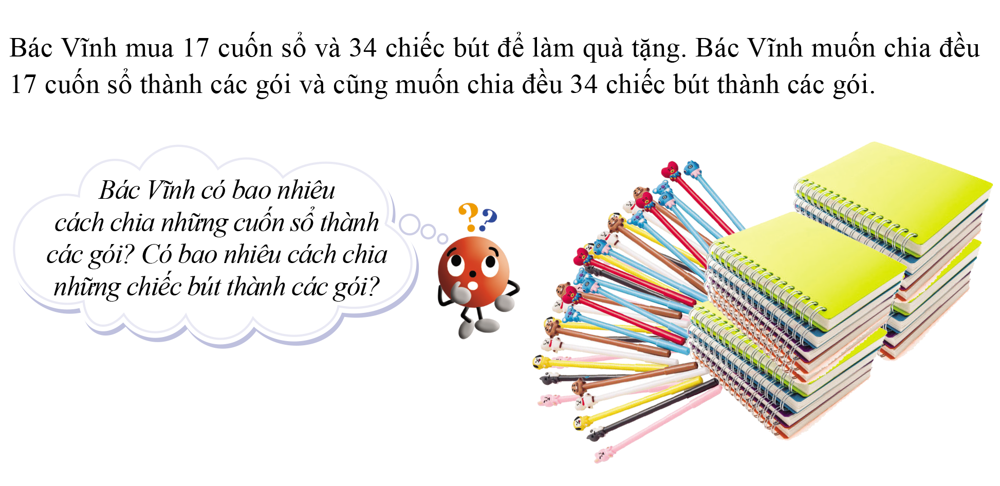 Bác Vĩnh mua 17 cuốn sổ và 34 chiếc bút để làm quà tặng. Bác Vĩnh muốn chia đều
17 cuốn sổ thành các gói và cũng muốn chia đều 34 chiếc bút thành các gói.
Bác Vĩnh có bao nhiêu
cách chia những cuốn sổ thành
các gói? Có bao nhiêu cách chia
những chiếc bút thành các gói?
??